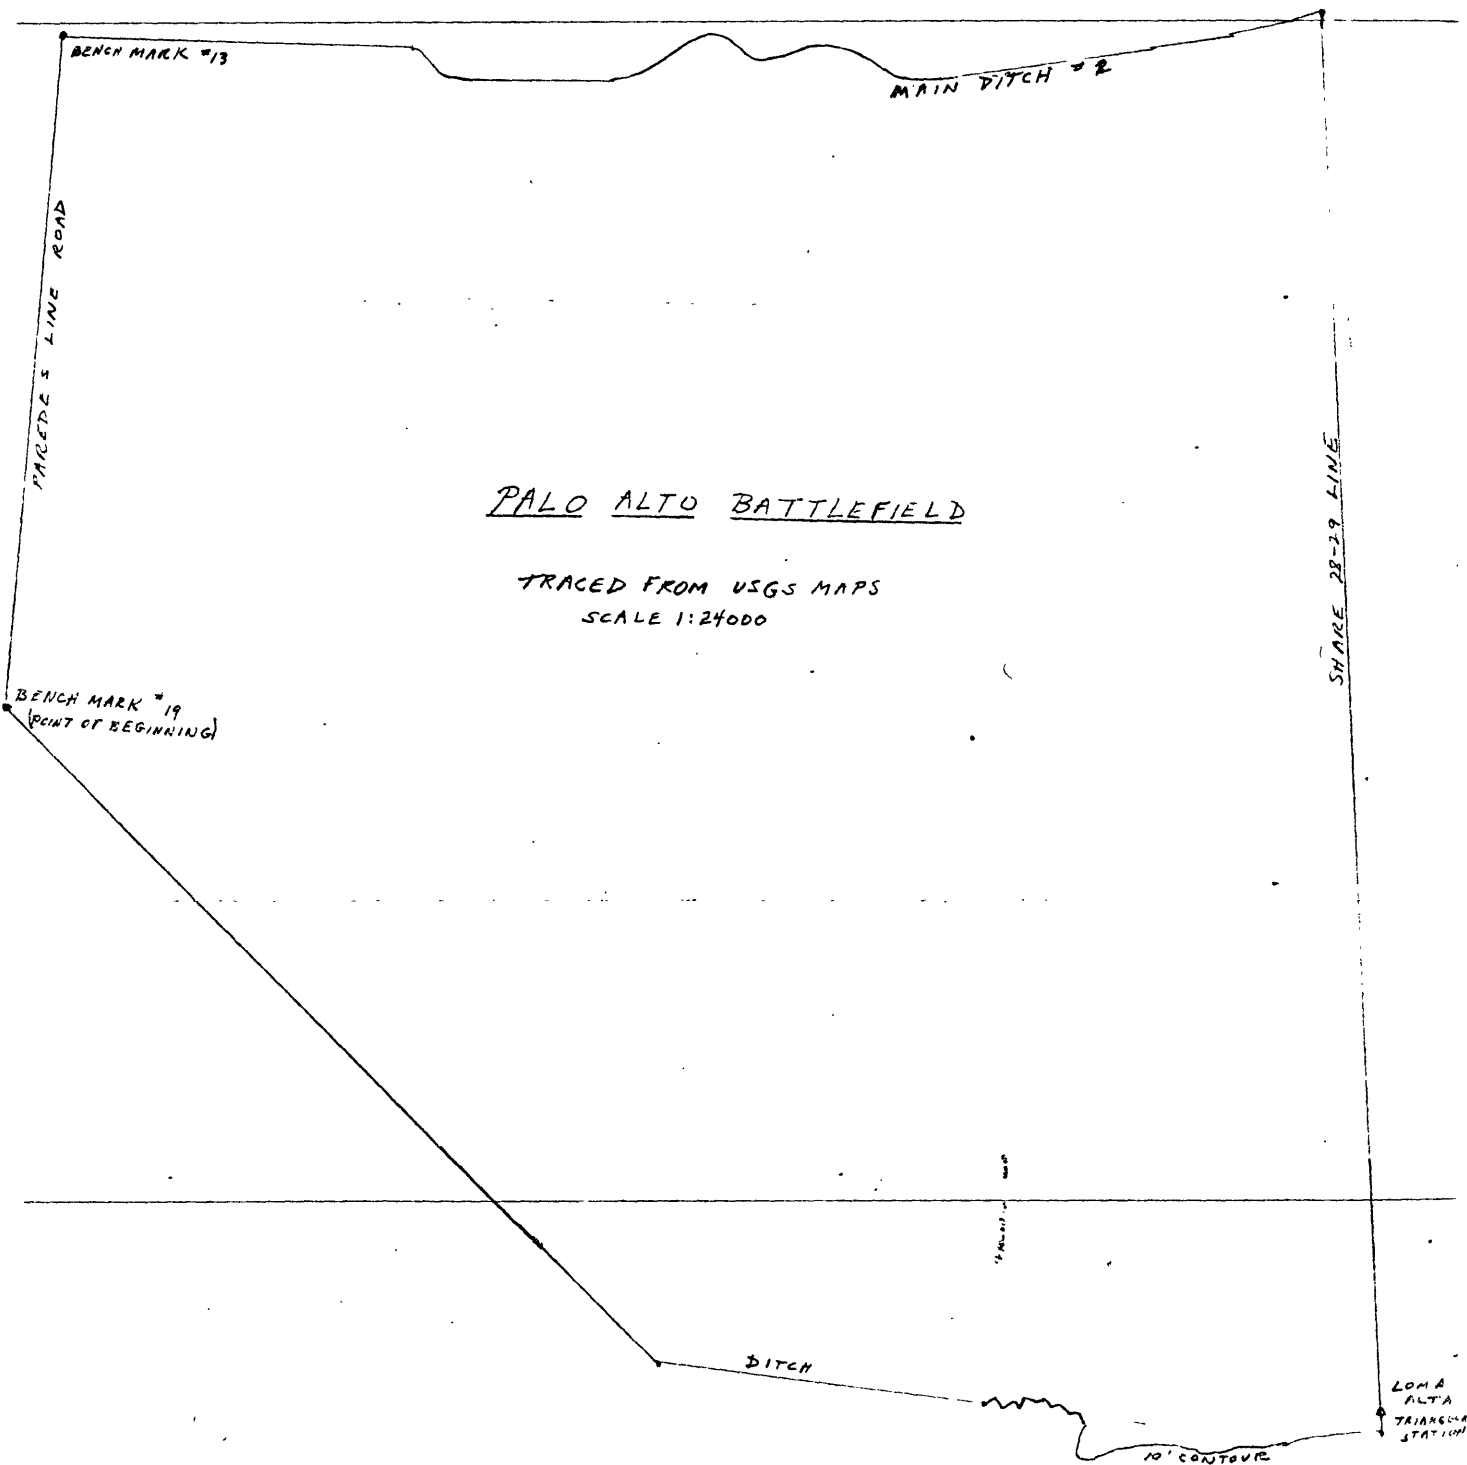 BENCH MARK #13
MAIN DITCH #2
PAREDES LINE ROAD
PALO ALTO BATTLEFIELD
TRACED FROM USGS MAPS
SCALE 1:24000
SHARE 28-29 LINE
BENCH MARK #19
(POINT OF BEGINNING)
DITCH
10' CONTOUR
LOMA
ALTA
STATION